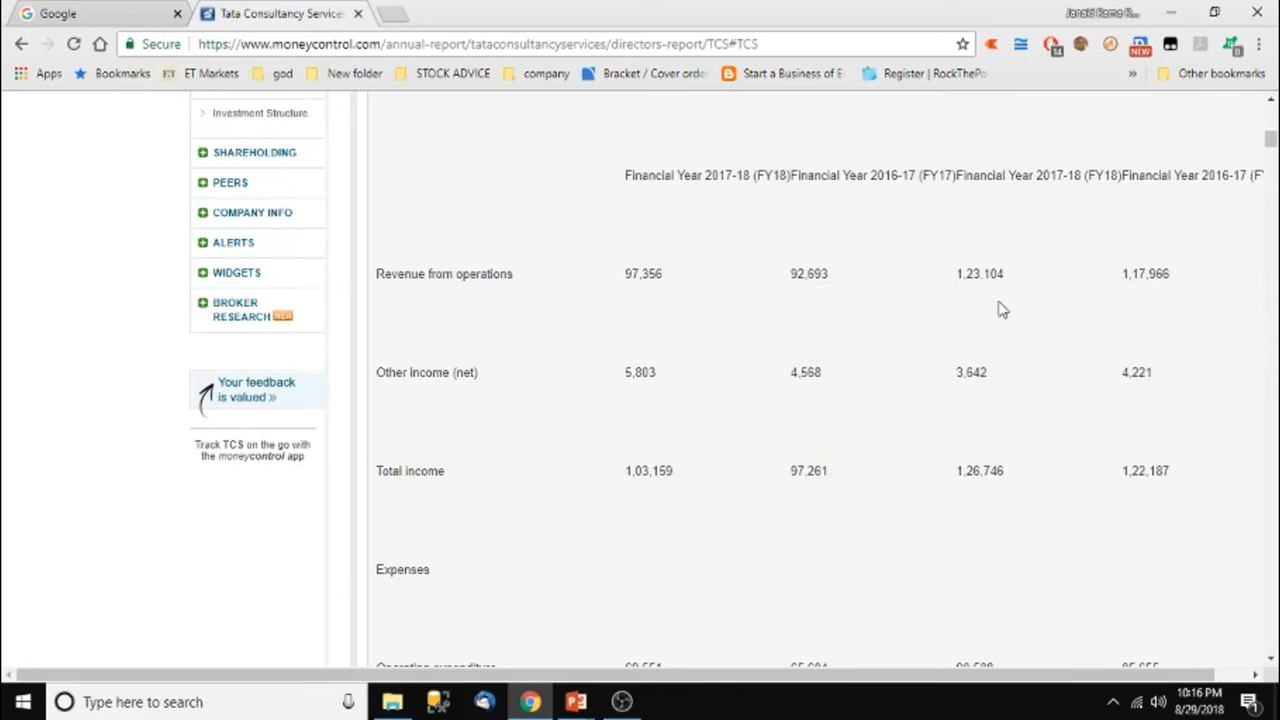 Google
Tata Consultancy Service
Secure
https://www.moneycontrol.com/annual-report/tataconsultancyservices/directors-report/TCS#TCS
14
NEW
0
Apps
Bookmarks
ET Markets
god
New folder
STOCK ADVICE
company
Bracket / Cover orde
Start a Business of E
Register | RockThePo
Other bookmarks
Investment Structure
SHAREHOLDING
PEERS
COMPANY INFO
ALERTS
WIDGETS
BROKER
RESEARCH
Your feedback
is valued »
Track TCS on the go with
the moneycontrol app
Financial Year 2017-18 (FY18)Financial Year 2016-17 (FY17)Financial Year 2017-18 (FY18)Financial Year 2016-17 (F
Revenue from operations 97,356 92,693 1,23,104 1,17,966
Other income (net) 5,803 4,568 3,642 4,221
Total income 1,03,159 97,261 1,26,746 1,22,187
Expenses
Type here to search
10:16 PM
8/29/2018